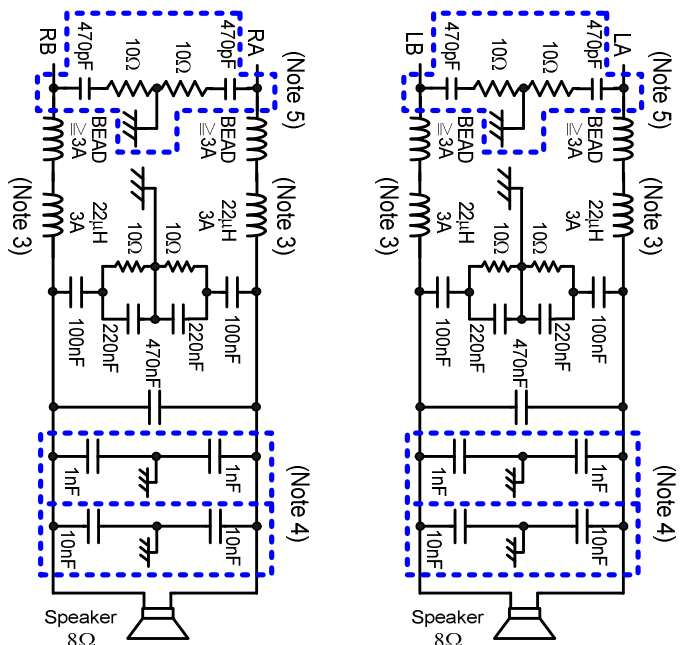 RB
470pF
10Ω
10Ω
470pF
RA
(Note 5)
BEAD
≧3A
BEAD
≧3A
(Note 3)
22μH
3A
22μH
3A
(Note 3)
10Ω
10Ω
100nF
220nF
220nF
100nF
470nF
1nF
1nF
(Note 4)
10nF
10nF
Speaker
8Ω
LB
470pF
10Ω
10Ω
470pF
LA
(Note 5)
BEAD
≧3A
BEAD
≧3A
(Note 3)
22μH
3A
22μH
3A
(Note 3)
10Ω
10Ω
100nF
220nF
220nF
100nF
470nF
1nF
1nF
(Note 4)
10nF
10nF
Speaker
8Ω